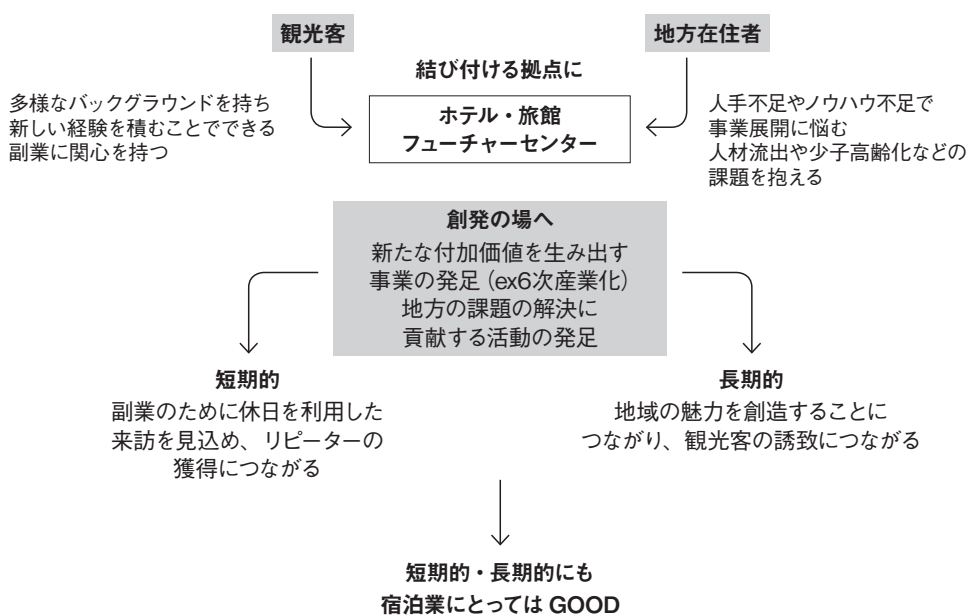 観光客
地方在住者
結び付ける拠点に
多様なバックグラウンドを持ち
新しい経験を積むことでできる
副業に関心を持つ
ホテル・旅館
フューチャーセンター
人手不足やノウハウ不足で
事業展開に悩む
人材流出や少子高齢化などの
課題を抱える
創発の場へ
新たな付加価値を生み出す
事業の発足（ex6次産業化）
地方の課題の解決に
貢献する活動の発足
短期的
副業のために休日を利用した
来訪を見込め、リピーターの
獲得につながる
長期的
地域の魅力を創造することに
つながり、観光客の誘致につながる
短期的・長期的にも
宿泊業にとっては GOOD